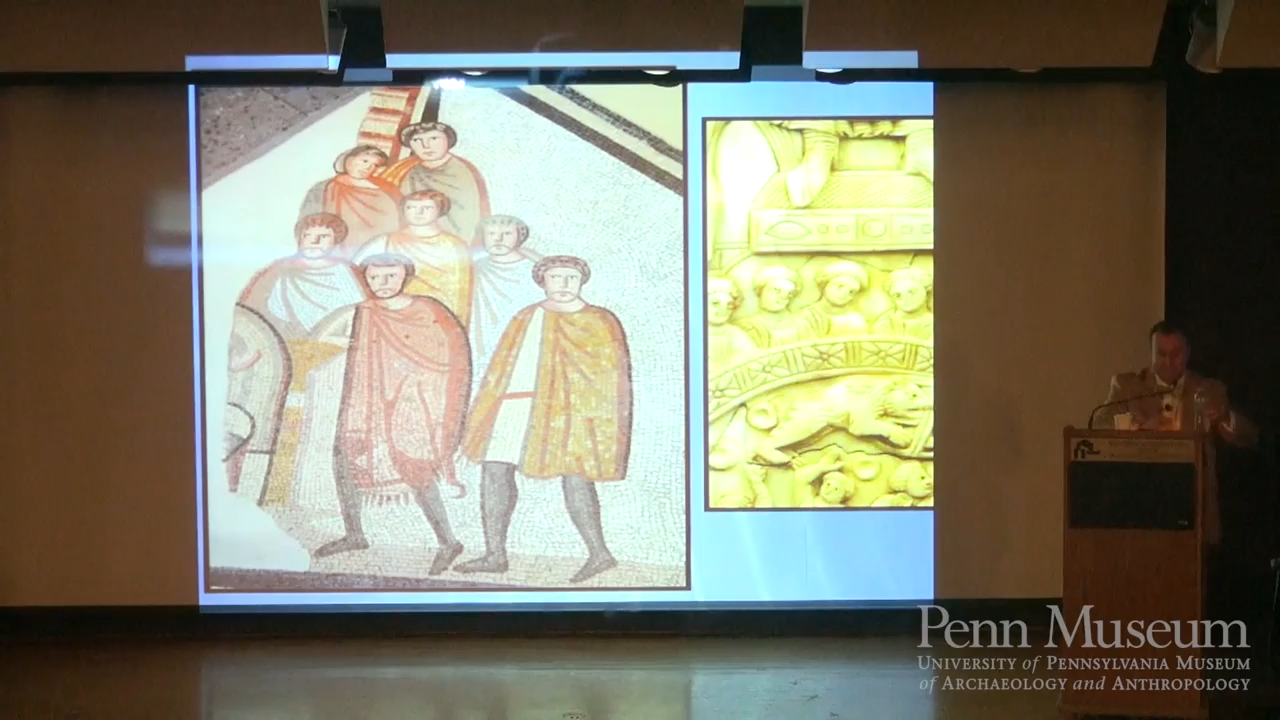 Penn Museum
UNIVERSITY of PENNSYLVANIA MUSEUM
of ARCHAEOLOGY and ANTHROPOLOGY